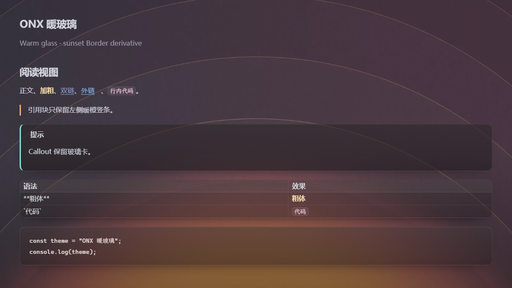 ONX 暖玻璃
Warm glass · sunset Border derivative
阅读视图
正文、加粗、双链、外链 、行内代码。
引用块只保留左侧暖橙竖条。
提示
Callout 保留玻璃卡。
语法 效果
**粗体** 粗体
`代码` 代码
const theme = "ONX 暖玻璃";
console.log(theme);